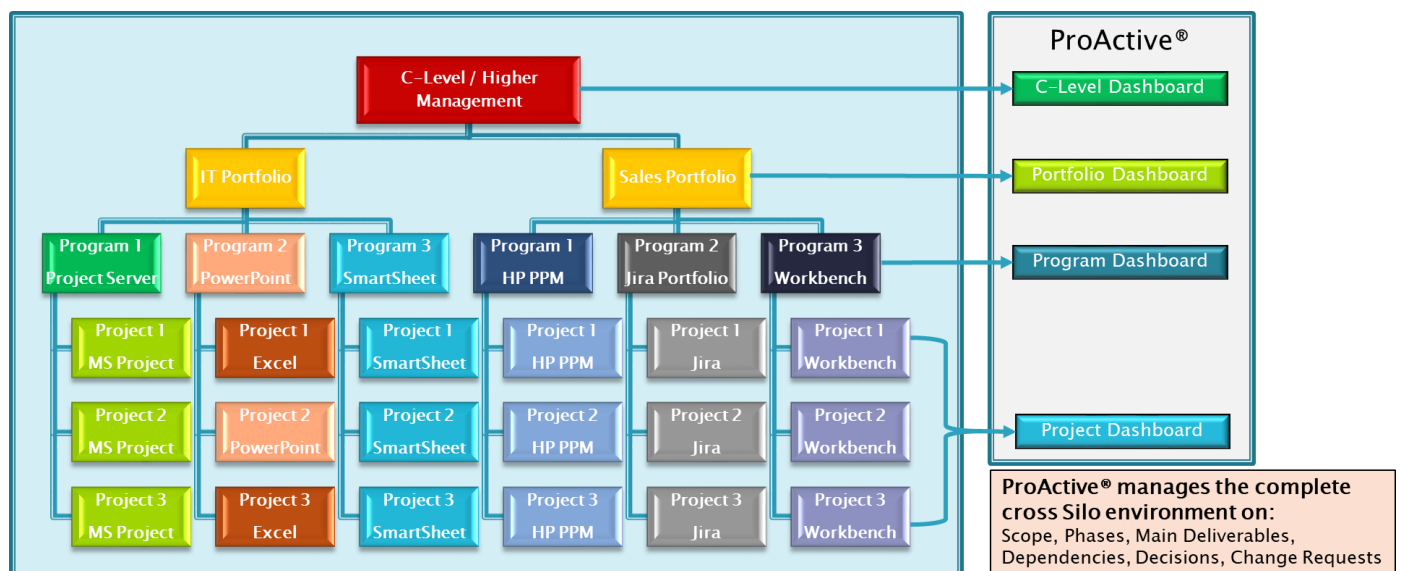 ProActive®
C-Level / Higher
Management
C-Level Dashboard
IT Portfolio
Sales Portfolio
Portfolio Dashboard
Program 1
Project Server
Program 2
PowerPoint
Program 3
SmartSheet
Program 1
HP PPM
Program 2
Jira Portfolio
Program 3
Workbench
Program Dashboard
Project 1
MS Project
Project 1
Excel
Project 1
SmartSheet
Project 1
HP PPM
Project 1
Jira
Project 1
Workbench
Project 2
MS Project
Project 2
PowerPoint
Project 2
SmartSheet
Project 2
HP PPM
Project 2
Jira
Project 2
Workbench
Project Dashboard
Project 3
MS Project
Project 3
Excel
Project 3
SmartSheet
Project 3
HP PPM
Project 3
Jira
Project 3
Workbench
ProActive® manages the complete
cross Silo environment on:
Scope, Phases, Main Deliverables,
Dependencies, Decisions, Change Requests